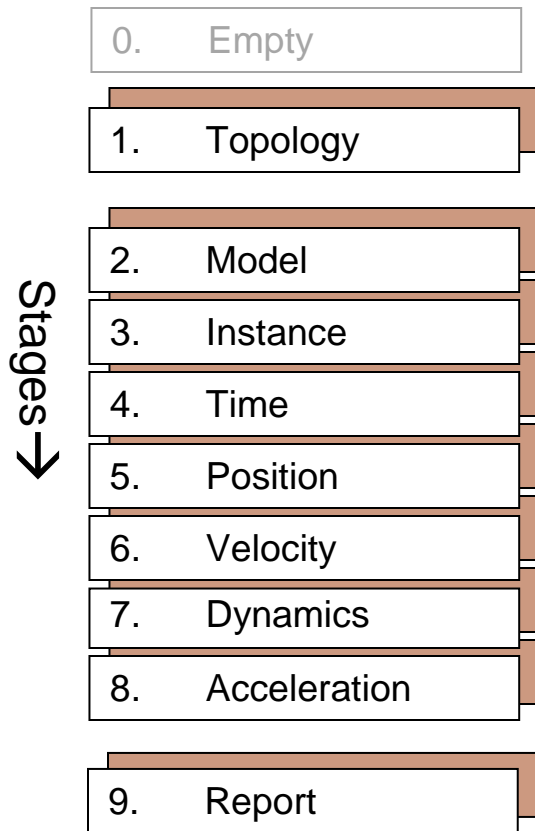 0. Empty
1. Topology
2. Model
3. Instance
4. Time
5. Position
6. Velocity
7. Dynamics
8. Acceleration
9. Report
Stages→